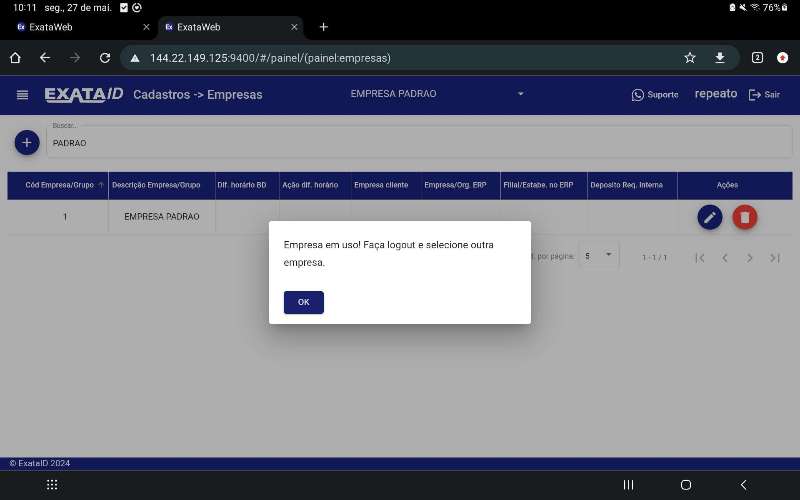 10:11 seg., 27 de mai. 76%
ExataWeb
ExataWeb
144.22.149.125:9400/#/painel/(painel:empresas)
2
EXATAID Cadastros -> Empresas EMPRESA PADRAO Suporte repeato Sair
Buscar..
PADRAO
Cód Empresa/Grupo Descrição Empresa/Grupo Dif. horário BD Ação dif. horário Empresa cliente Empresa/Org. ERP Filial/Estabe. no ERP Deposito Req. Interna Ações
1 EMPRESA PADRAO
por página: 5 1 - 1 / 1
Empresa em uso! Faça logout e selecione outra
empresa.
OK
© ExataID 2024